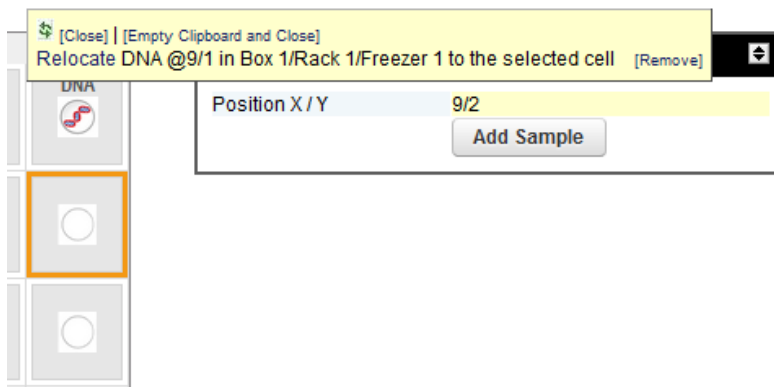 [Close] | [Empty Clipboard and Close]
Relocate DNA @9/1 in Box 1/Rack 1/Freezer 1 to the selected cell [Remove]
DNA
Position X / Y 9/2
Add Sample